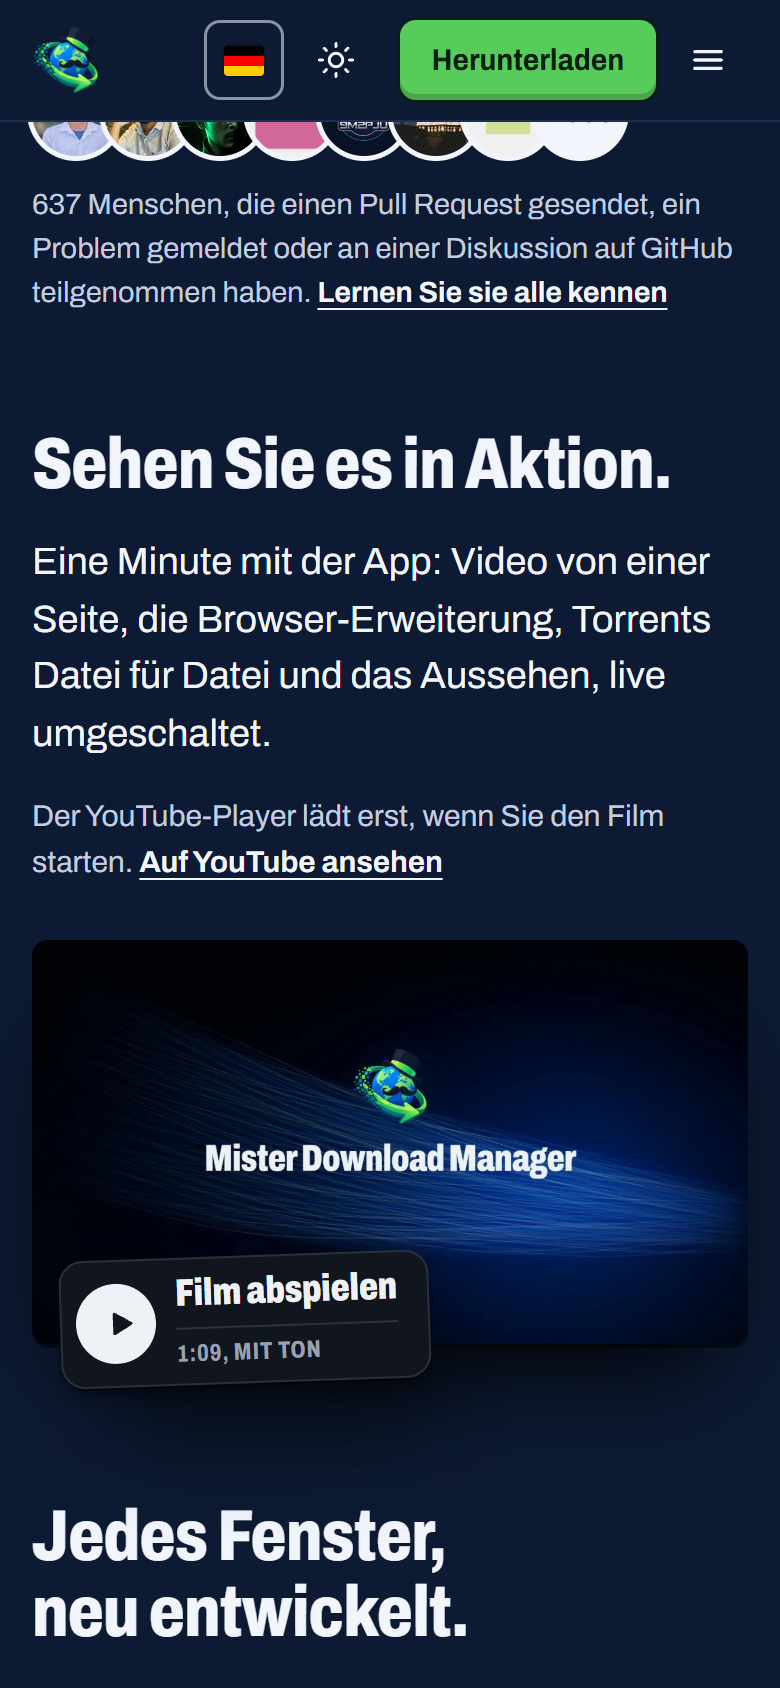 Herunterladen
9M2PJU
637 Menschen, die einen Pull Request gesendet, ein
Problem gemeldet oder an einer Diskussion auf GitHub
teilgenommen haben. Lernen Sie sie alle kennen
Sehen Sie es in Aktion.
Eine Minute mit der App: Video von einer
Seite, die Browser-Erweiterung, Torrents
Datei für Datei und das Aussehen, live
umgeschaltet.
Der YouTube-Player lädt erst, wenn Sie den Film
starten. Auf YouTube ansehen
Mister Download Manager
Film abspielen
1:09, MIT TON
Jedes Fenster,
neu entwickelt.